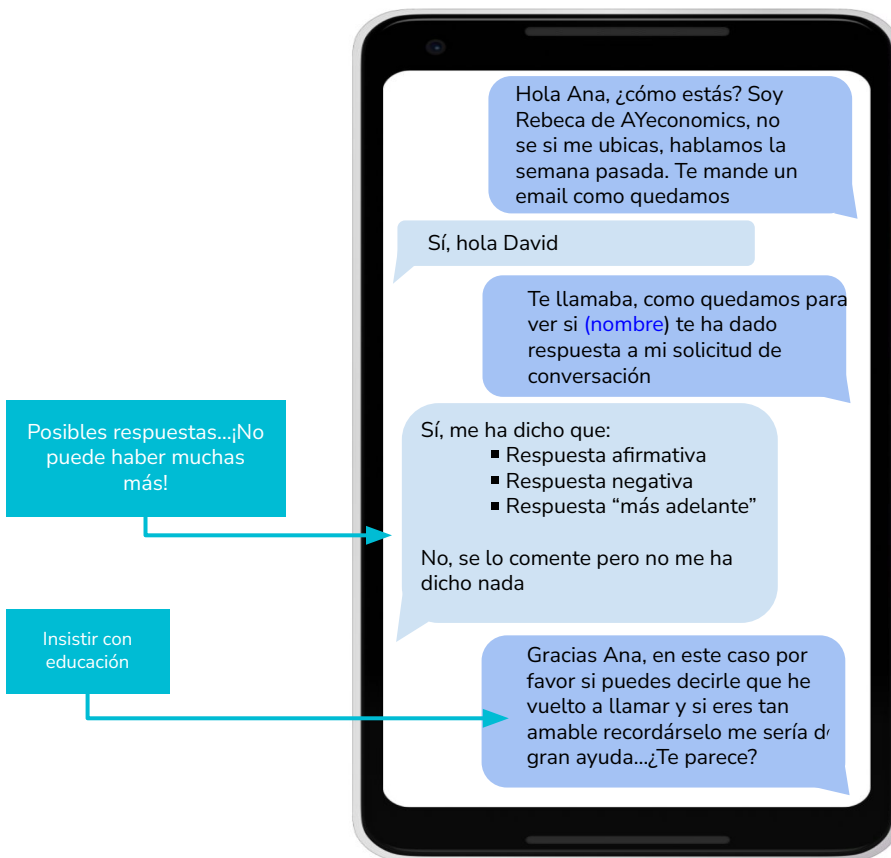 Hola Ana, ¿cómo estás? Soy
Rebeca de AYeconomics, no
se si me ubicas, hablamos la
semana pasada. Te mande un
email como quedamos
Sí, hola David
Te llamaba, como quedamos para
ver si (nombre) te ha dado
respuesta a mi solicitud de
conversación
Posibles respuestas...¡No
puede haber muchas
más!
Sí, me ha dicho que:
▪ Respuesta afirmativa
▪ Respuesta negativa
▪ Respuesta “más adelante”
No, se lo comente pero no me ha
dicho nada
Insistir con
educación
Gracias Ana, en este caso por
favor si puedes decirle que he
vuelto a llamar y si eres tan
amable recordárselo me sería de
gran ayuda...¿Te parece?